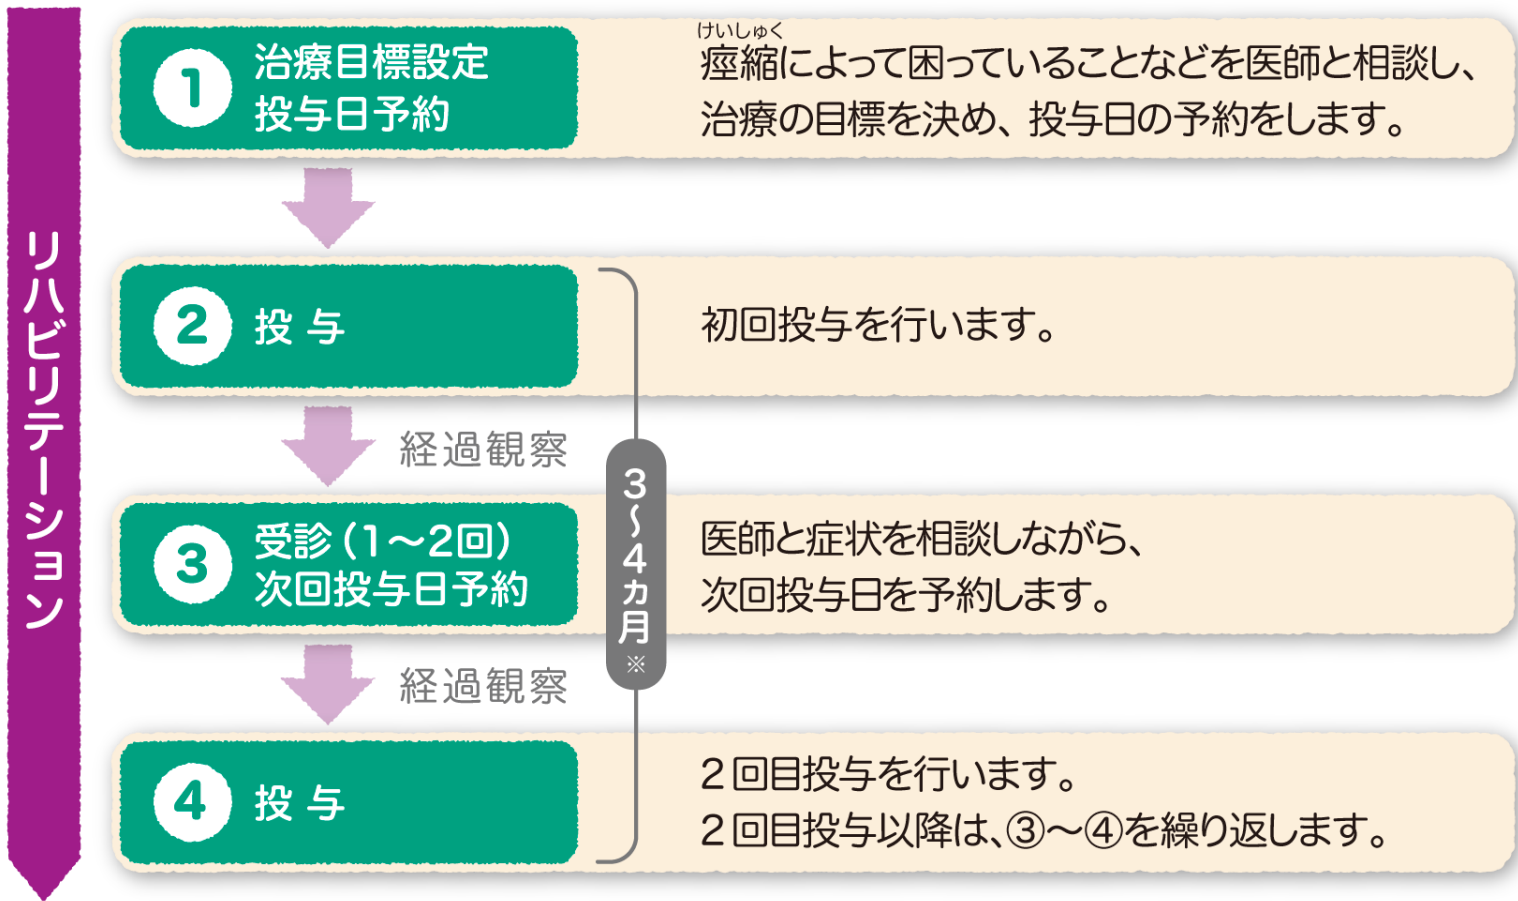 リハビリテーション
1
治療目標設定
投与日予約
けいしゅく
痙縮によって困っていることなどを医師と相談し、
治療の目標を決め、投与日の予約をします。
2
投与
初回投与を行います。
経過観察
3〜4カ月※
3
受診(1〜2回)
次回投与日予約
医師と症状を相談しながら、
次回投与日を予約します。
経過観察
4
投与
2回目投与を行います。
2回目投与以降は、③〜④を繰り返します。